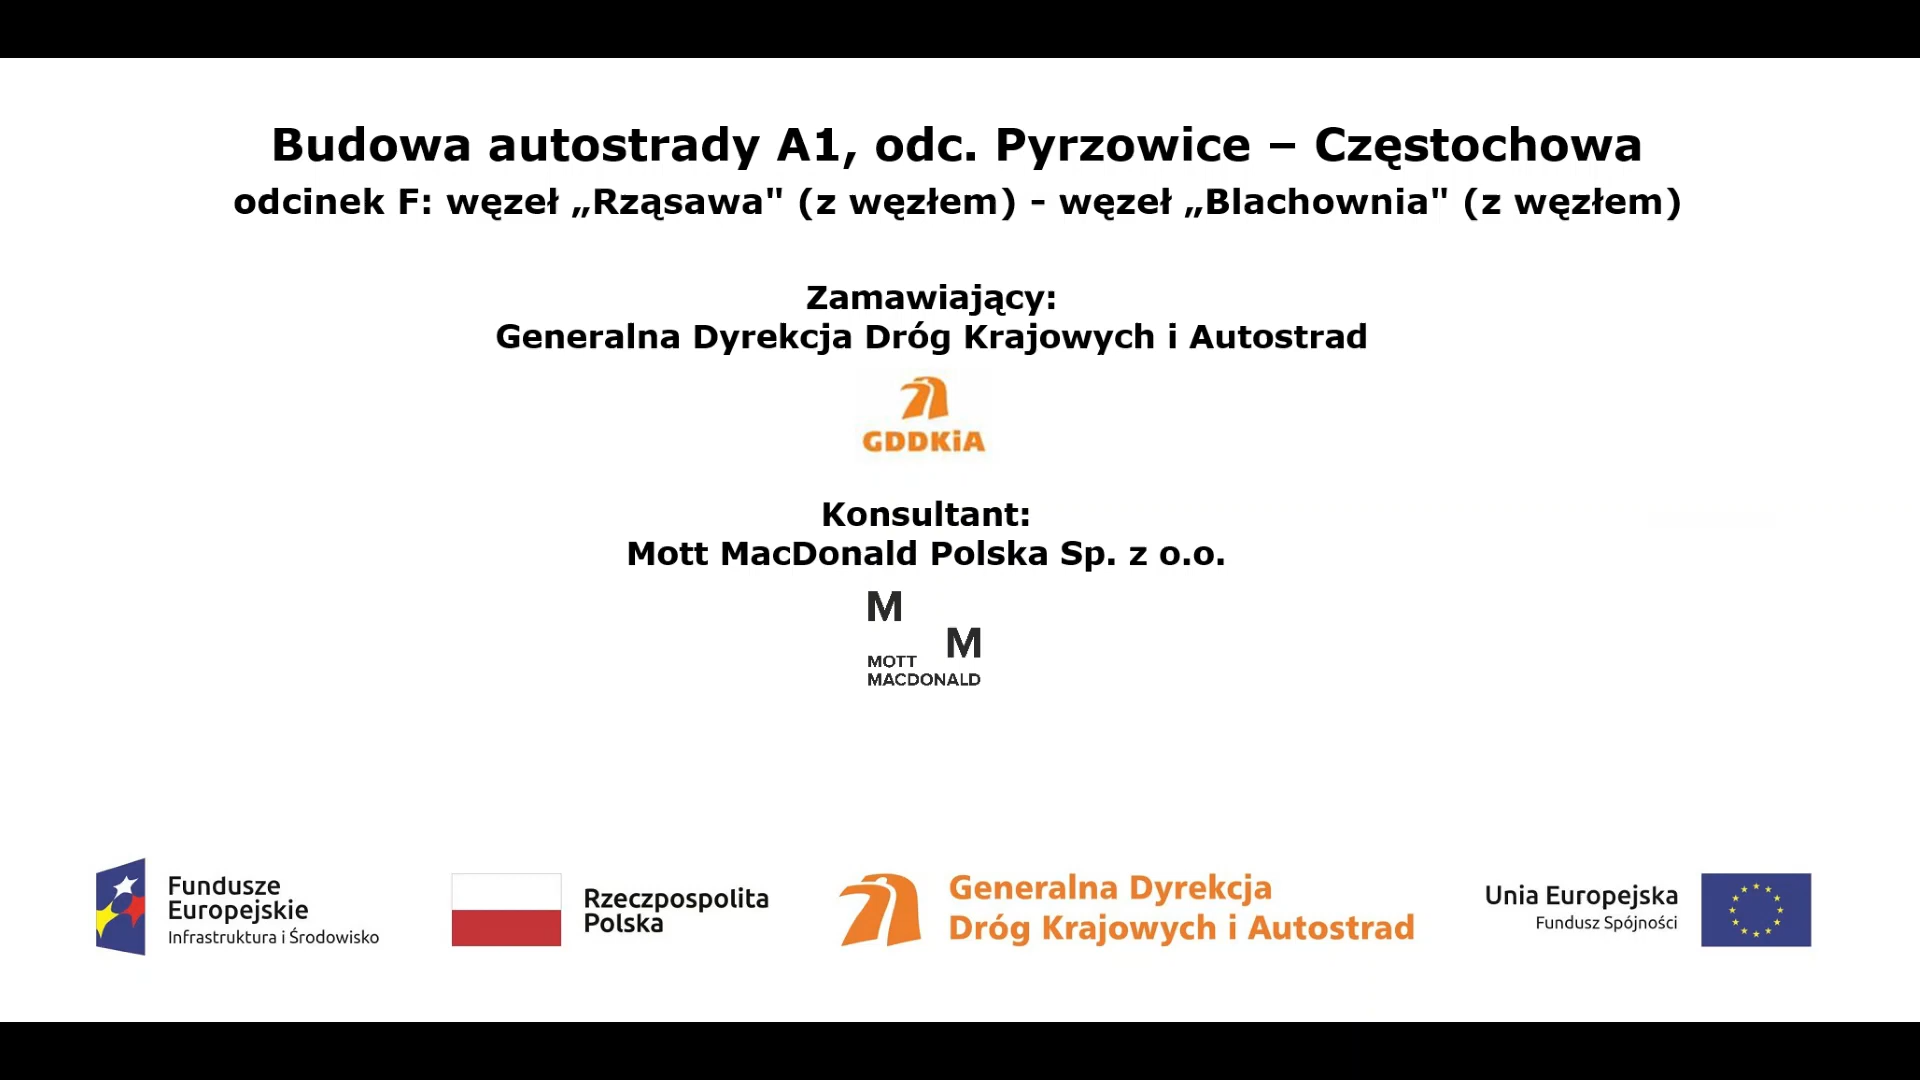 Budowa autostrady A1, odc. Pyrzowice – Częstochowa
odcinek F: węzeł „Rząsawa" (z węzłem) - węzeł „Blachownia" (z węzłem)
Zamawiający:
Generalna Dyrekcja Dróg Krajowych i Autostrad
GDDKiA
Konsultant:
Mott MacDonald Polska Sp. z o.o.
M
M
MOTT
MACDONALD
Fundusze
Europejskie
Infrastruktura i Środowisko
Rzeczpospolita
Polska
Generalna Dyrekcja
Dróg Krajowych i Autostrad
Unia Europejska
Fundusz Spójności